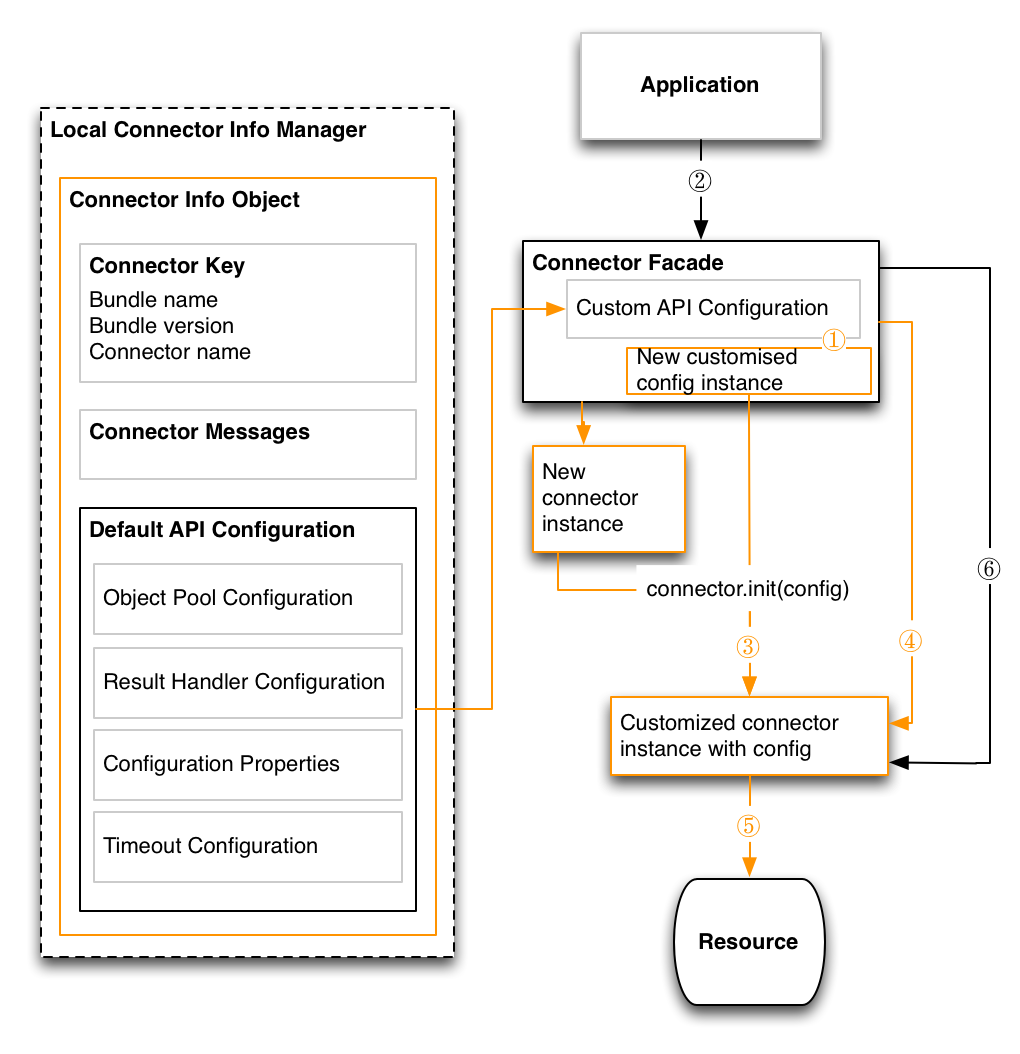 Local Connector Info Manager
Connector Info Object
Connector Key
Bundle name
Bundle version
Connector name
Connector Messages
Default API Configuration
Object Pool Configuration
Result Handler Configuration
Configuration Properties
Timeout Configuration
Application
②
Connector Facade
Custom API Configuration
①
New customised
config instance
New
connector
instance
connector.init(config)
⑥
③
④
Customized connector
instance with config
⑤
Resource